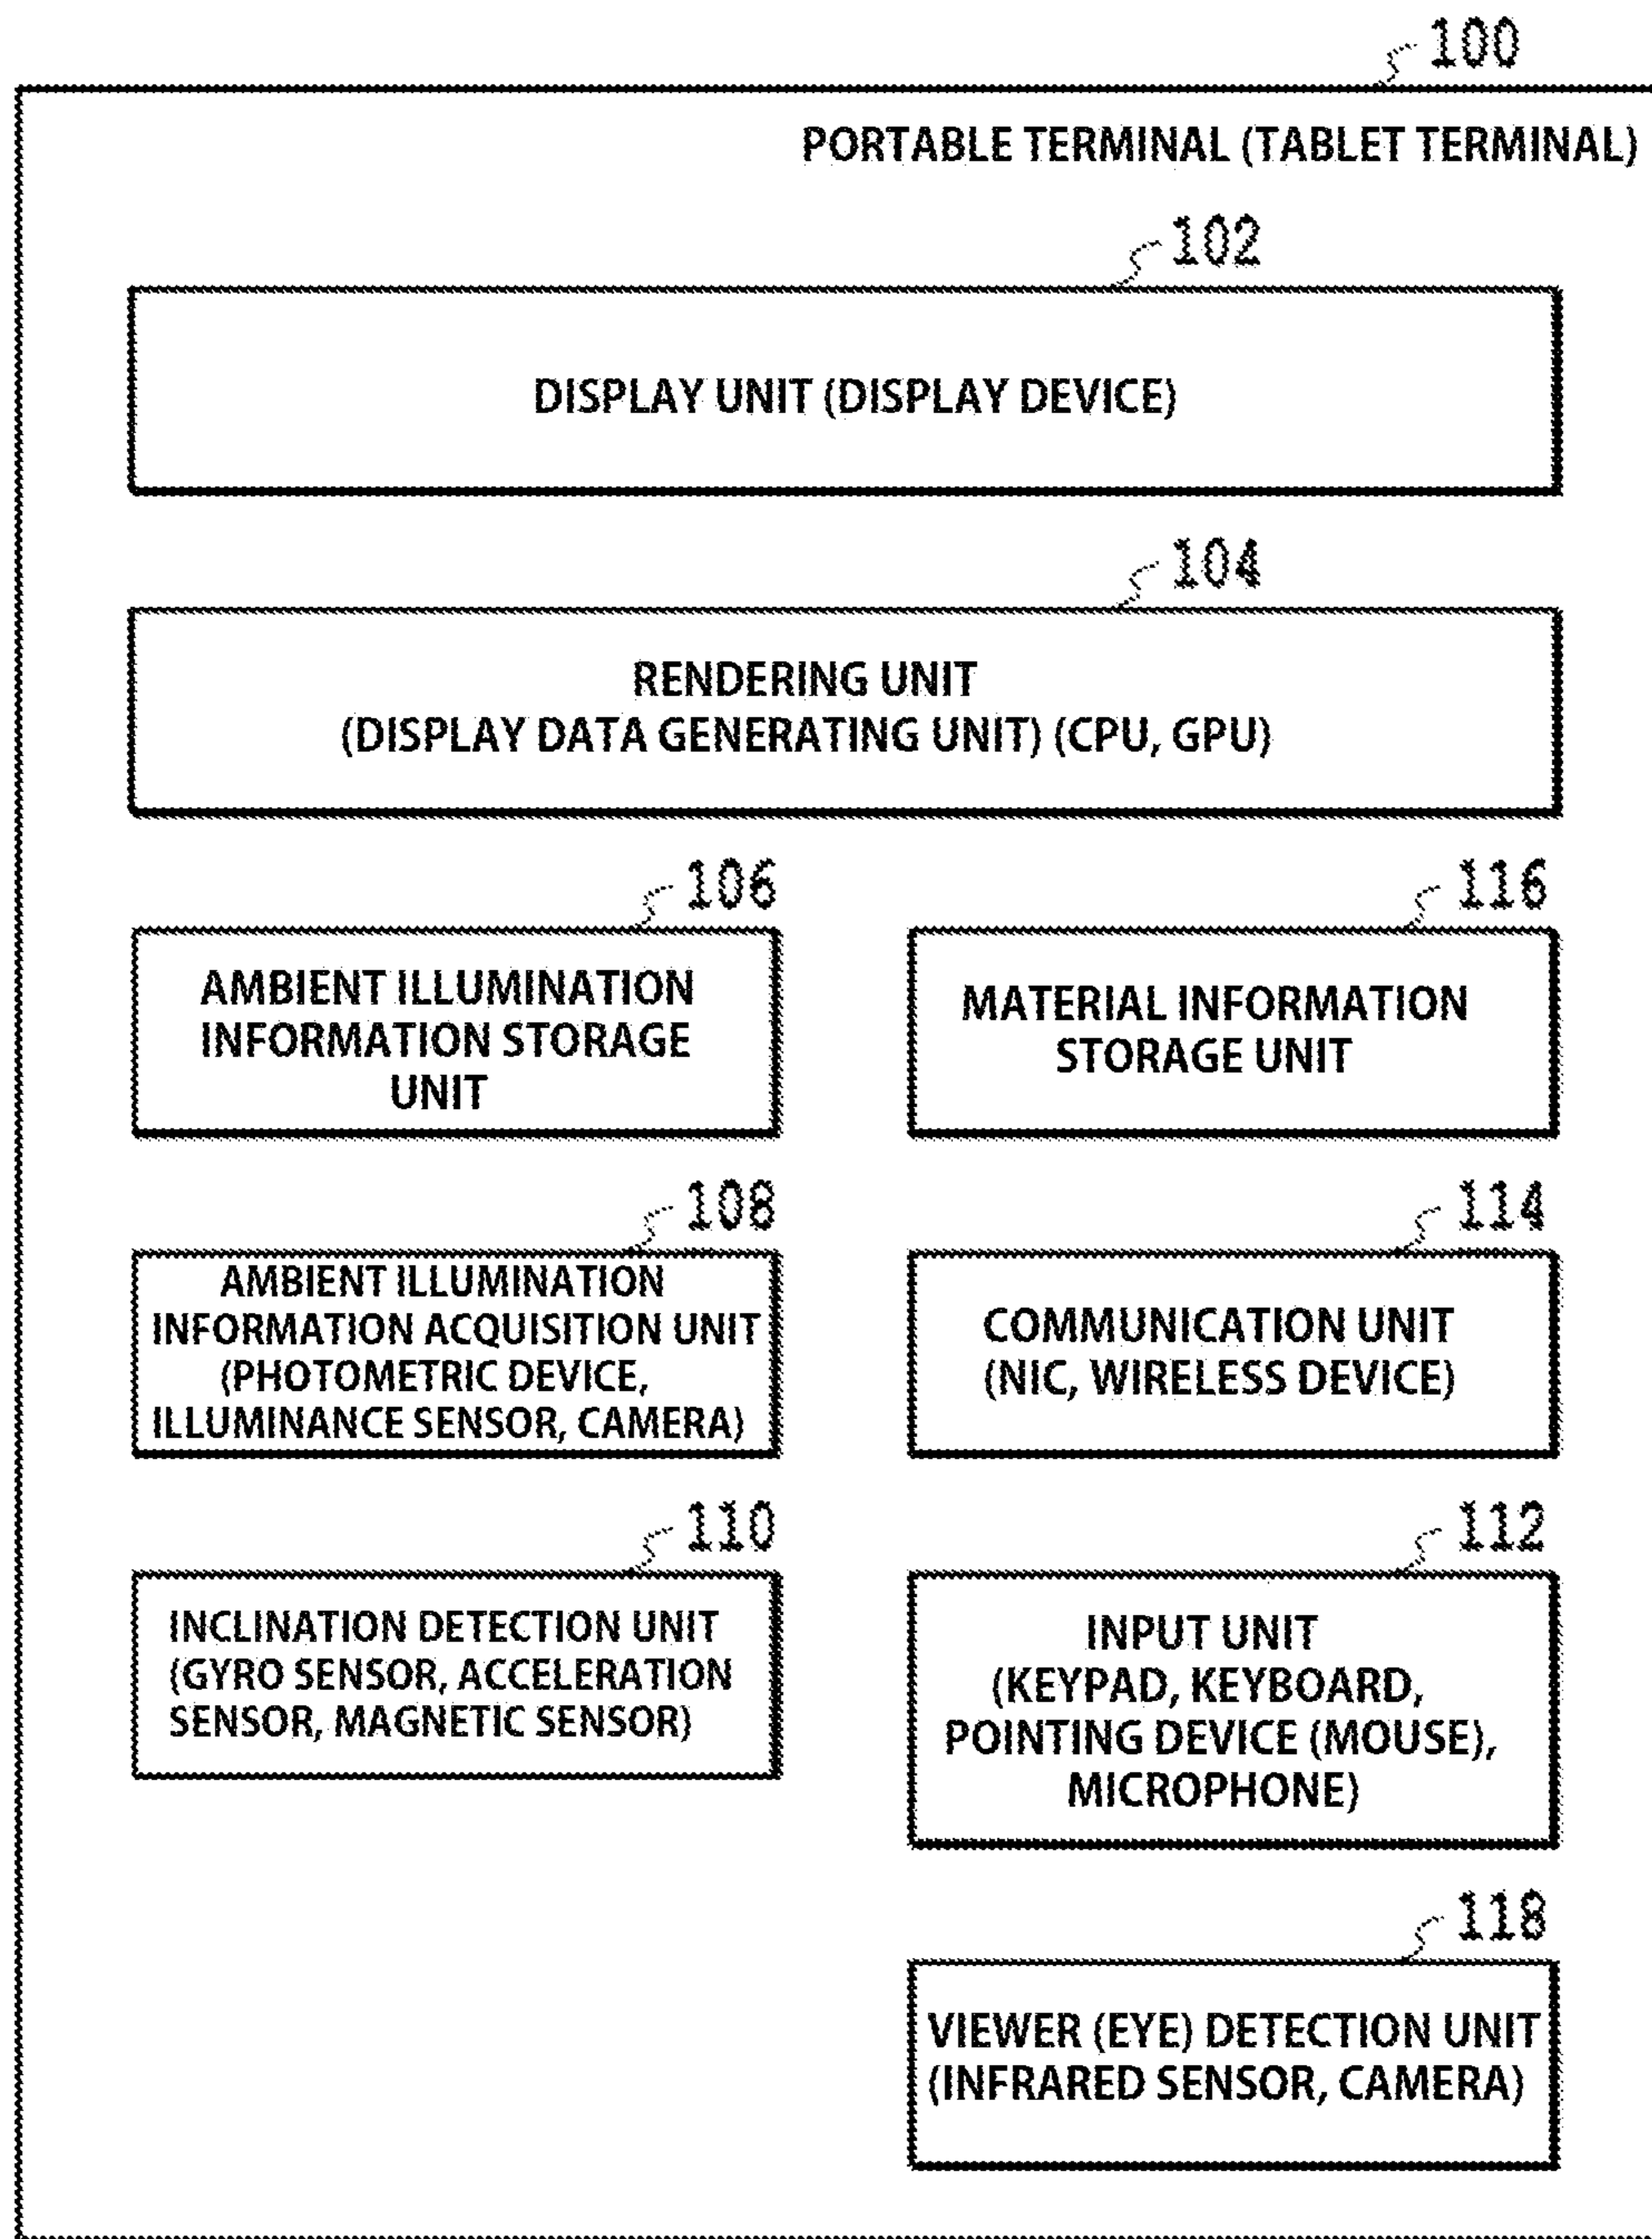 100
PORTABLE TERMINAL (TABLET TERMINAL)
102
DISPLAY UNIT (DISPLAY DEVICE)
104
RENDERING UNIT
(DISPLAY DATA GENERATING UNIT) (CPU, GPU)
106
AMBIENT ILLUMINATION
INFORMATION STORAGE
UNIT
116
MATERIAL INFORMATION
STORAGE UNIT
108
AMBIENT ILLUMINATION
INFORMATION ACQUISITION UNIT
(PHOTOMETRIC DEVICE,
ILLUMINANCE SENSOR, CAMERA)
114
COMMUNICATION UNIT
(NIC, WIRELESS DEVICE)
110
INCLINATION DETECTION UNIT
(GYRO SENSOR, ACCELERATION
SENSOR, MAGNETIC SENSOR)
112
INPUT UNIT
(KEYPAD, KEYBOARD,
POINTING DEVICE (MOUSE),
MICROPHONE)
118
VIEWER (EYE) DETECTION UNIT
(INFRARED SENSOR, CAMERA)